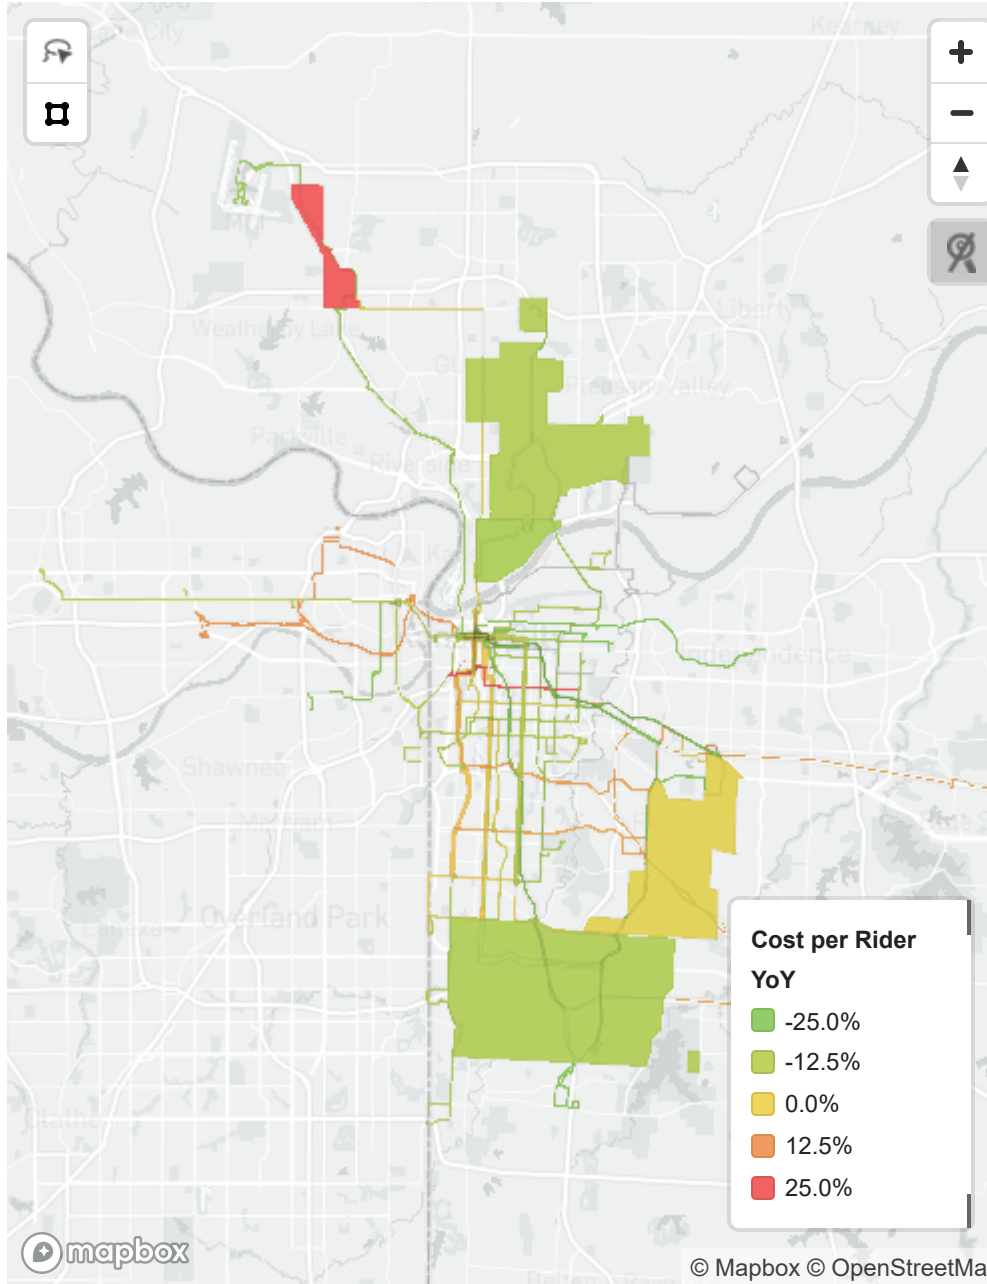 Kearney
MCI
Liberty
Weatherby Lake
Pleasant Valley
Parkville
Riverside
Independence
Shawnee
Merriam
Overland Park
Lenexa
Olathe
Cost per Rider
YoY
-25.0%
-12.5%
0.0%
12.5%
25.0%
mapbox
© Mapbox © OpenStreetMa